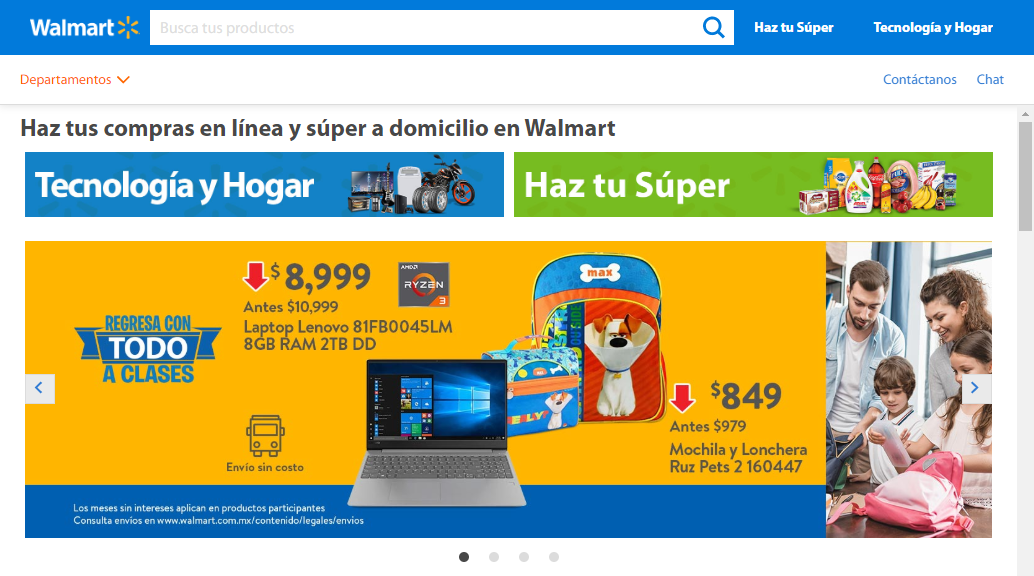 Walmart
Busca tus productos
Haz tu Súper
Tecnología y Hogar
Departamentos
Contáctanos
Chat
Haz tus compras en línea y súper a domicilio en Walmart
Tecnología y Hogar
Haz tu Súper
REGRESA CON
TODO
A CLASES
$8,999
Antes $10,999
Laptop Lenovo 81FB0045LM
8GB RAM 2TB DD
AMD
RYZEN
3
max
$849
Antes $979
Mochila y Lonchera
Ruz Pets 2 160447
Envío sin costo
Los meses sin intereses aplican en productos participantes
Consulta envíos en www.walmart.com.mx/contenido/legales/envios